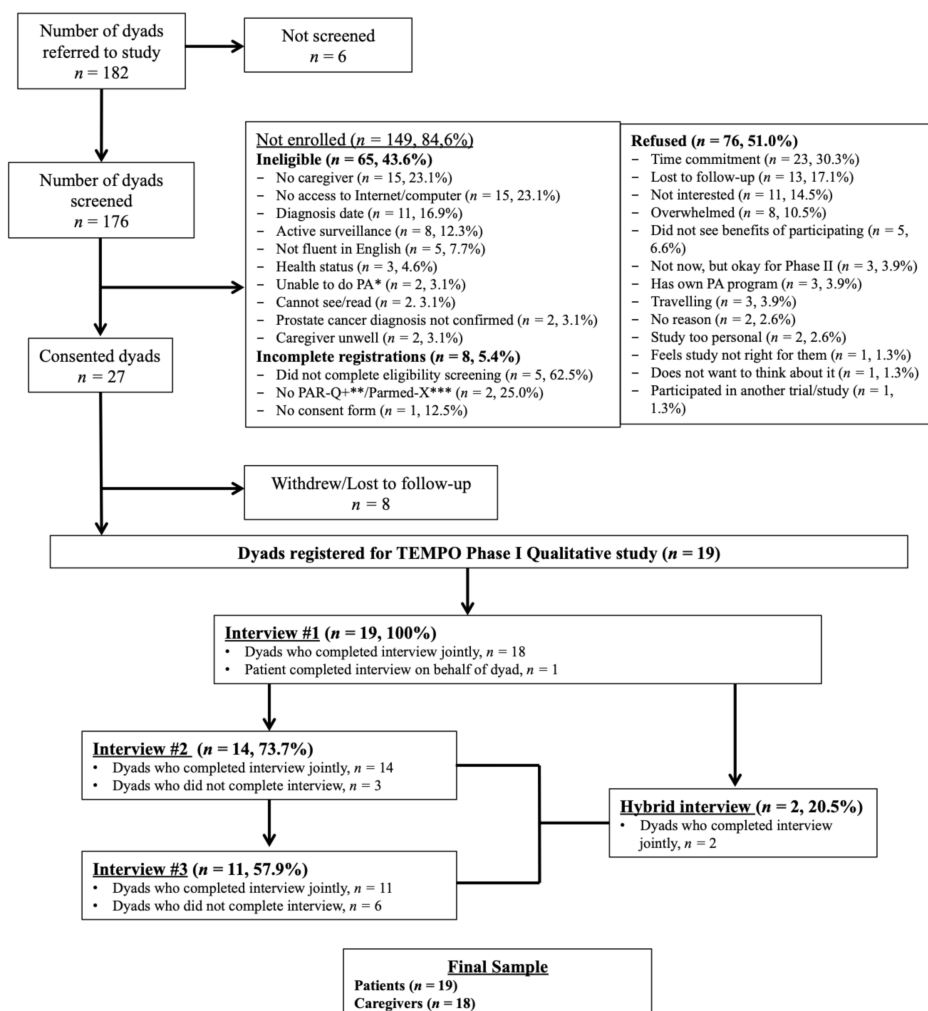 Number of dyads
referred to study
n = 182
Not screened
n = 6
Number of dyads
screened
n = 176
Not enrolled (n = 149, 84,6%)
Ineligible (n = 65, 43.6%)
– No caregiver (n = 15, 23.1%)
– No access to Internet/computer (n = 15, 23.1%)
– Diagnosis date (n = 11, 16.9%)
– Active surveillance (n = 8, 12.3%)
– Not fluent in English (n = 5, 7.7%)
– Health status (n = 3, 4.6%)
– Unable to do PA* (n = 2, 3.1%)
– Cannot see/read (n = 2. 3.1%)
– Prostate cancer diagnosis not confirmed (n = 2, 3.1%)
– Caregiver unwell (n = 2, 3.1%)
Incomplete registrations (n = 8, 5.4%)
– Did not complete eligibility screening (n = 5, 62.5%)
– No PAR-Q+**/Parmed-X*** (n = 2, 25.0%)
– No consent form (n = 1, 12.5%)
Refused (n = 76, 51.0%)
– Time commitment (n = 23, 30.3%)
– Lost to follow-up (n = 13, 17.1%)
– Not interested (n = 11, 14.5%)
– Overwhelmed (n = 8, 10.5%)
– Did not see benefits of participating (n = 5,
6.6%)
– Not now, but okay for Phase II (n = 3, 3.9%)
– Has own PA program (n = 3, 3.9%)
– Travelling (n = 3, 3.9%)
– No reason (n = 2, 2.6%)
– Study too personal (n = 2, 2.6%)
– Feels study not right for them (n = 1, 1.3%)
– Does not want to think about it (n = 1, 1.3%)
– Participated in another trial/study (n = 1,
1.3%)
Consented dyads
n = 27
Withdrew/Lost to follow-up
n = 8
Dyads registered for TEMPO Phase I Qualitative study (n = 19)
Interview #1 (n = 19, 100%)
• Dyads who completed interview jointly, n = 18
• Patient completed interview on behalf of dyad, n = 1
Interview #2 (n = 14, 73.7%)
• Dyads who completed interview jointly, n = 14
• Dyads who did not complete interview, n = 3
Hybrid interview (n = 2, 20.5%)
• Dyads who completed interview
jointly, n = 2
Interview #3 (n = 11, 57.9%)
• Dyads who completed interview jointly, n = 11
• Dyads who did not complete interview, n = 6
Final Sample
Patients (n = 19)
Caregivers (n = 18)